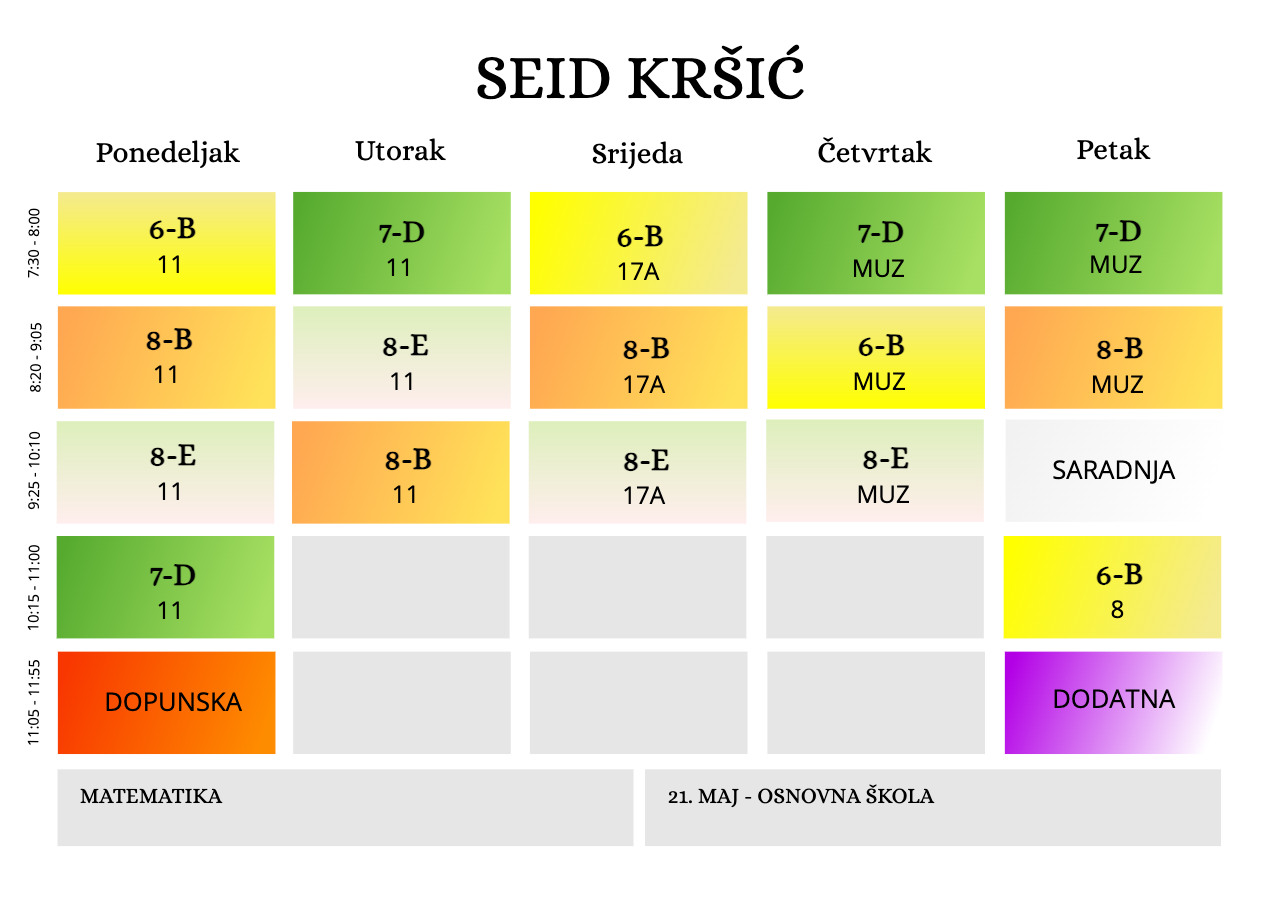 SEID KRŠIĆ
Ponedeljak Utorak Srijeda Četvrtak Petak
7:30 - 8:00
6-B 7-D 6-B 7-D 7-D
11 11 17A MUZ MUZ
8:20 - 9:05
8-B 8-E 8-B 6-B 8-B
11 11 17A MUZ MUZ
9:25 - 10:10
8-E 8-B 8-E 8-E SARADNJA
11 11 17A MUZ
10:15 - 11:00
7-D 6-B
11 8
11:05 - 11:55
DOPUNSKA DODATNA
MATEMATIKA 21. MAJ - OSNOVNA ŠKOLA